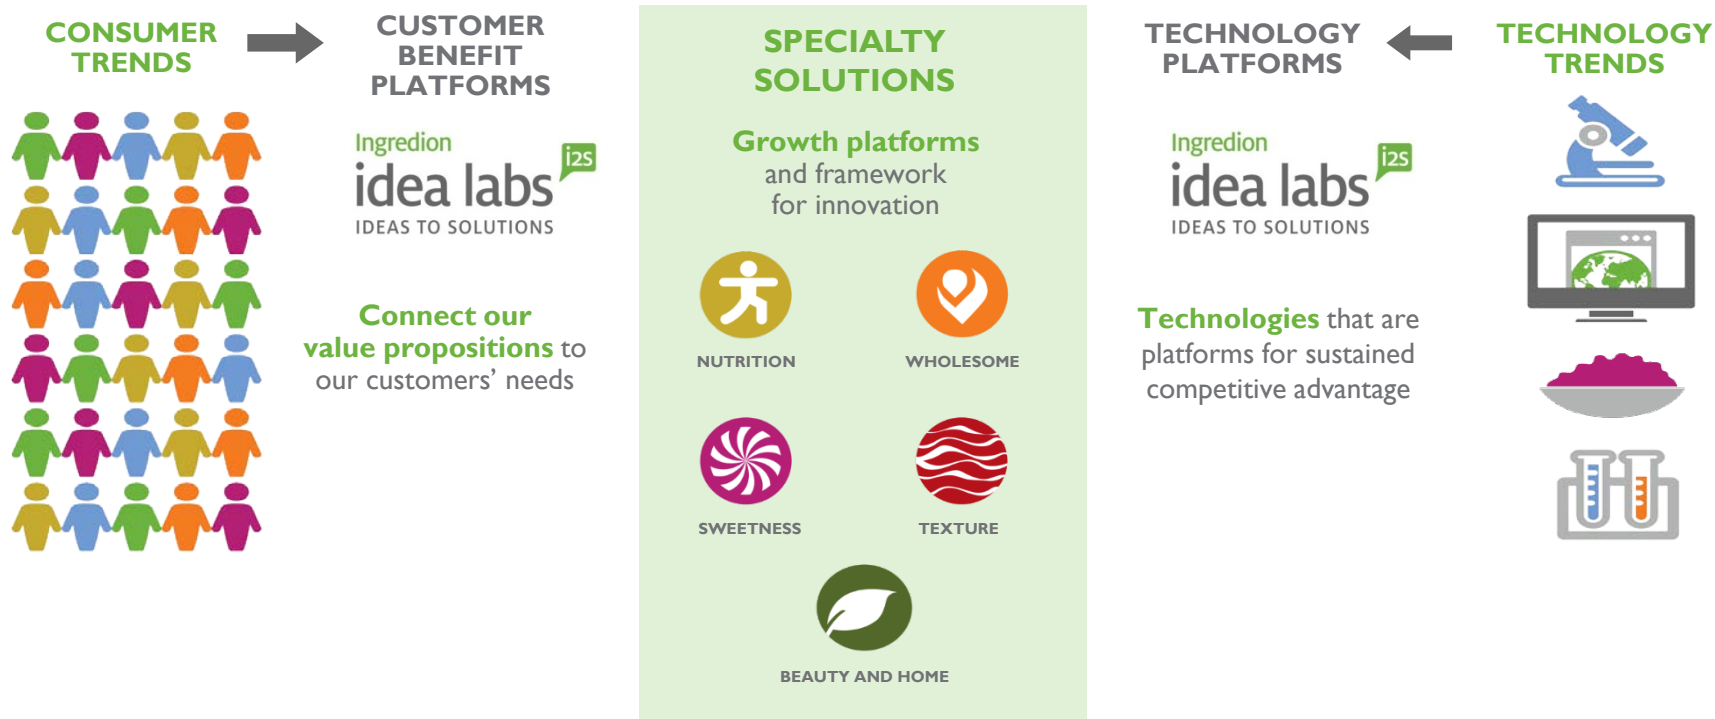 CONSUMER
TRENDS
CUSTOMER
BENEFIT
PLATFORMS
Ingredion
idea labs
i2s
IDEAS TO SOLUTIONS
Connect our
value propositions to
our customers’ needs
SPECIALTY
SOLUTIONS
Growth platforms
and framework
for innovation
NUTRITION
WHOLESOME
SWEETNESS
TEXTURE
BEAUTY AND HOME
TECHNOLOGY
PLATFORMS
Ingredion
idea labs
i2s
IDEAS TO SOLUTIONS
Technologies that are
platforms for sustained
competitive advantage
TECHNOLOGY
TRENDS